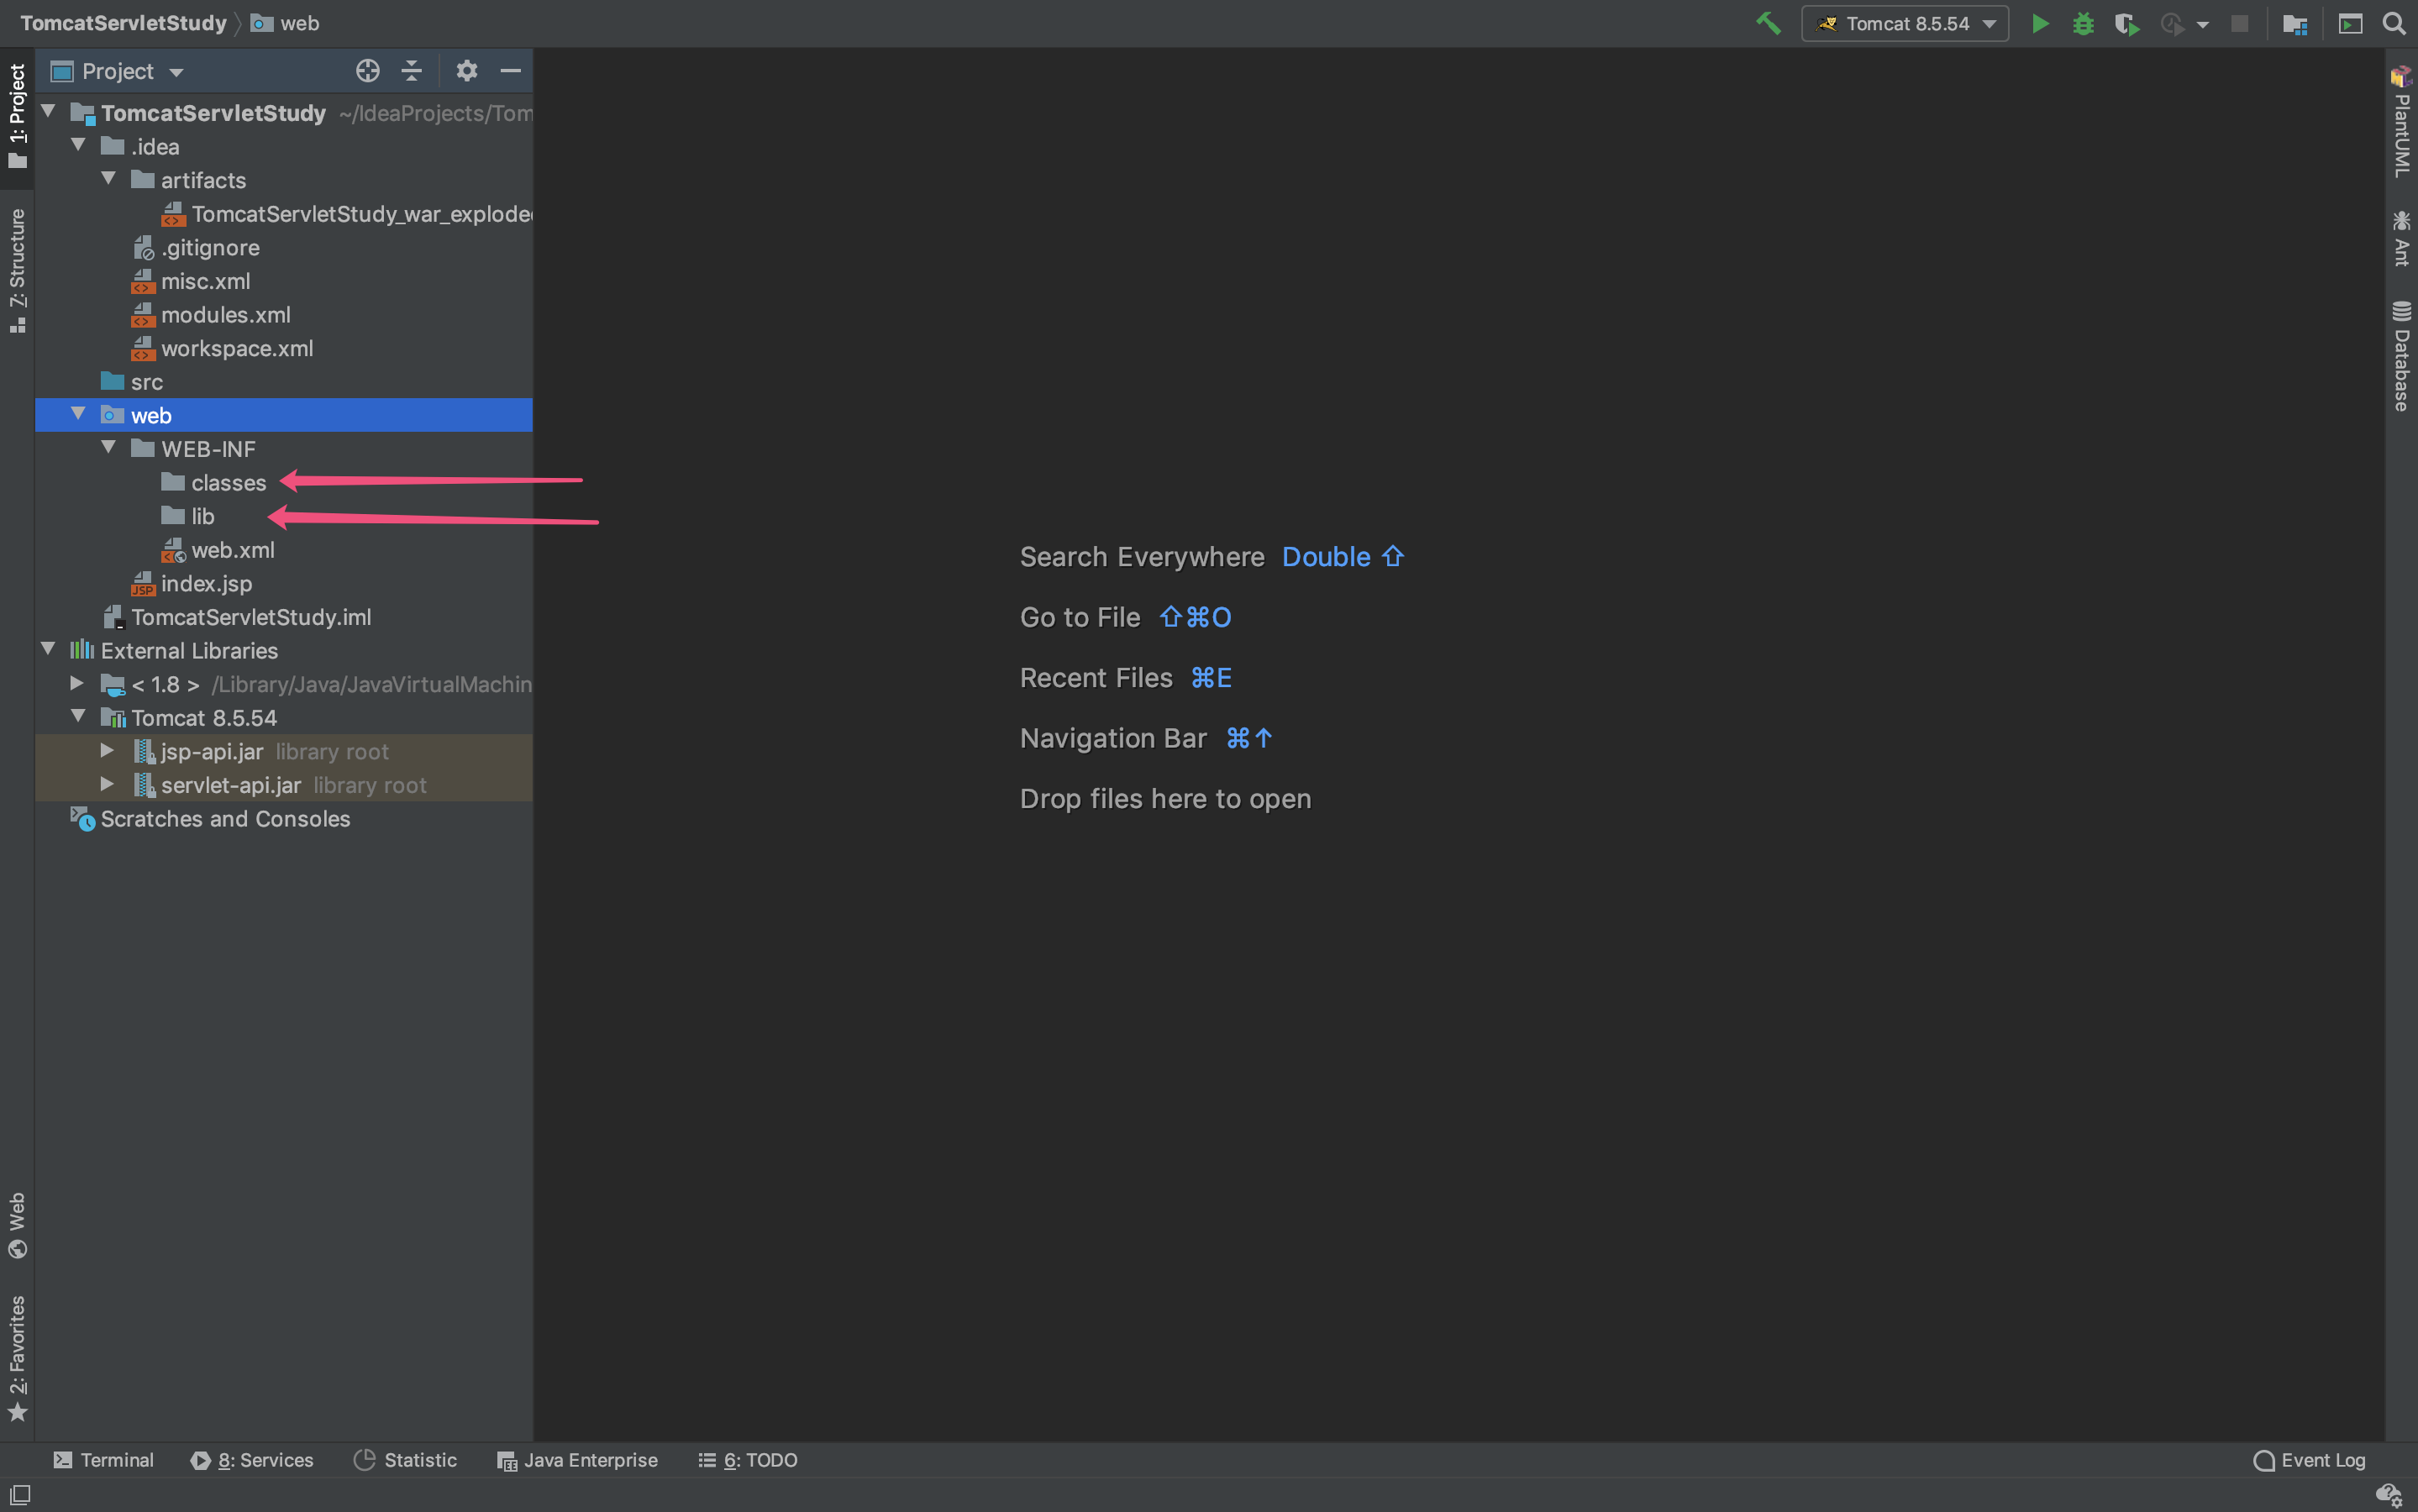 TomcatServletStudy web
Tomcat 8.5.54
Project
TomcatServletStudy ~/IdeaProjects/Tom
.idea
artifacts
TomcatServletStudy_war_explode
.gitignore
misc.xml
modules.xml
workspace.xml
src
web
WEB-INF
classes
lib
web.xml
JSP index.jsp
TomcatServletStudy.iml
External Libraries
< 1.8 > /Library/Java/JavaVirtualMachin
Tomcat 8.5.54
jsp-api.jar library root
servlet-api.jar library root
Scratches and Consoles
1: Project
7: Structure
Web
2: Favorites
Search Everywhere Double ⇧
Go to File ⇧⌘O
Recent Files ⌘E
Navigation Bar ⌘↑
Drop files here to open
PlantUML
Ant
Database
Terminal
8: Services
Statistic
Java Enterprise
6: TODO
Event Log